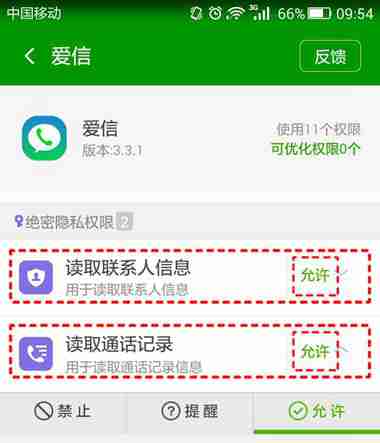 中国移动 3G 66% 09:54
爱信 反馈
爱信 使用11个权限
版本:3.3.1 可优化权限0个
绝密隐私权限 2
读取联系人信息 允许
用于读取联系人信息
读取通话记录 允许
用于读取通话记录信息
禁止 提醒 允许